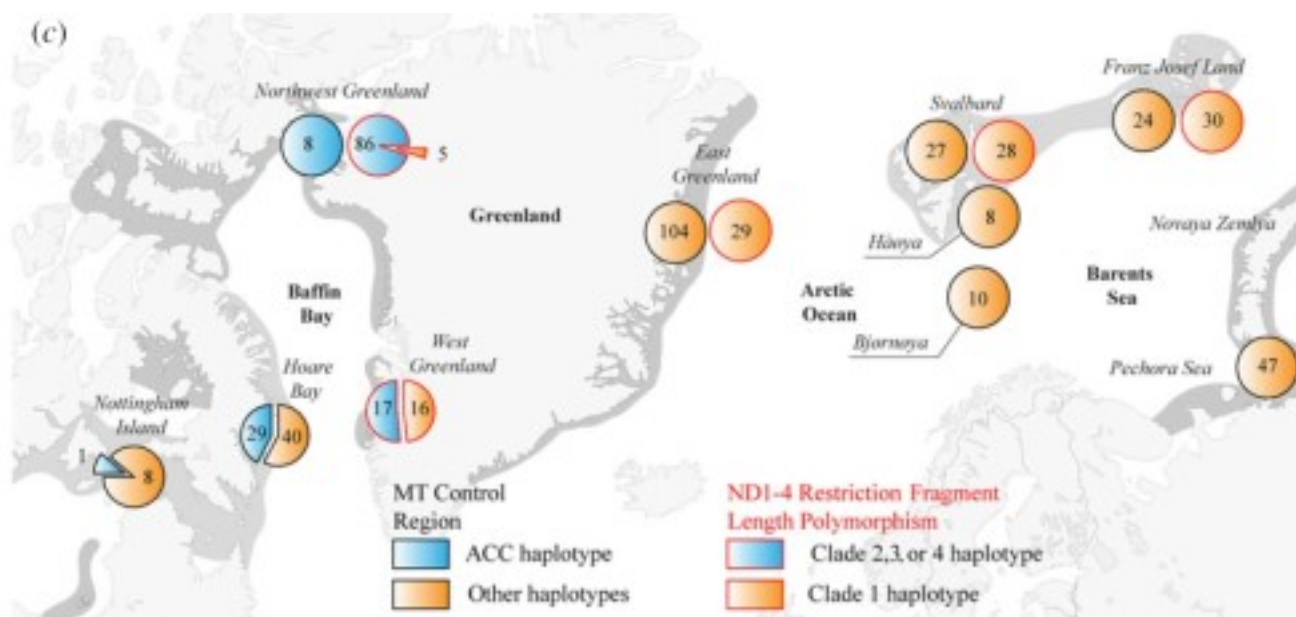 (c)
Northwest Greenland
8
86
5
Franz Josef Land
24
30
Svalbard
27
28
8
Håoya
10
Bjornøya
East
Greenland
104
29
Greenland
Arctic
Ocean
Barents
Sea
Novaya Zemlya
Pechora Sea
47
Baffin
Bay
West
Greenland
17
16
Hoare
Bay
29
40
Nottingham
Island
1
8
MT Control
Region
ACC haplotype
Other haplotypes
ND1-4 Restriction Fragment
Length Polymorphism
Clade 2,3, or 4 haplotype
Clade 1 haplotype